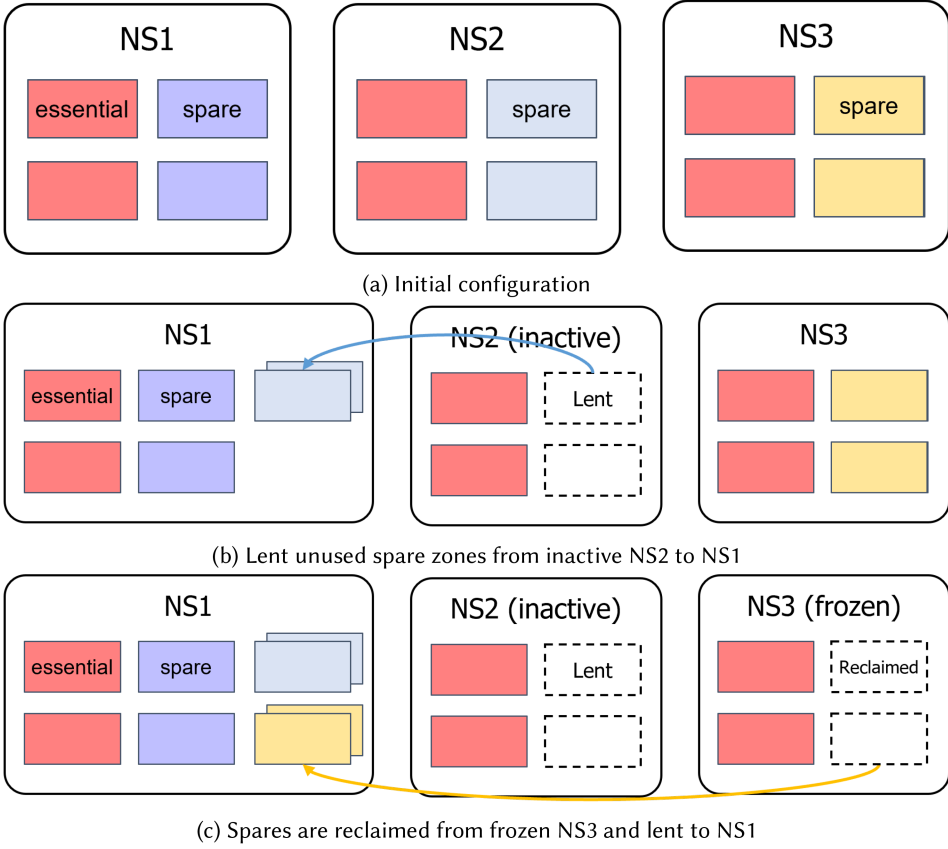 NS1
NS2
NS3
essential
spare
spare
spare
(a) Initial configuration
NS1
NS2 (inactive)
NS3
essential
spare
Lent
(b) Lent unused spare zones from inactive NS2 to NS1
NS1
NS2 (inactive)
NS3 (frozen)
essential
spare
Lent
Reclaimed
(c) Spares are reclaimed from frozen NS3 and lent to NS1